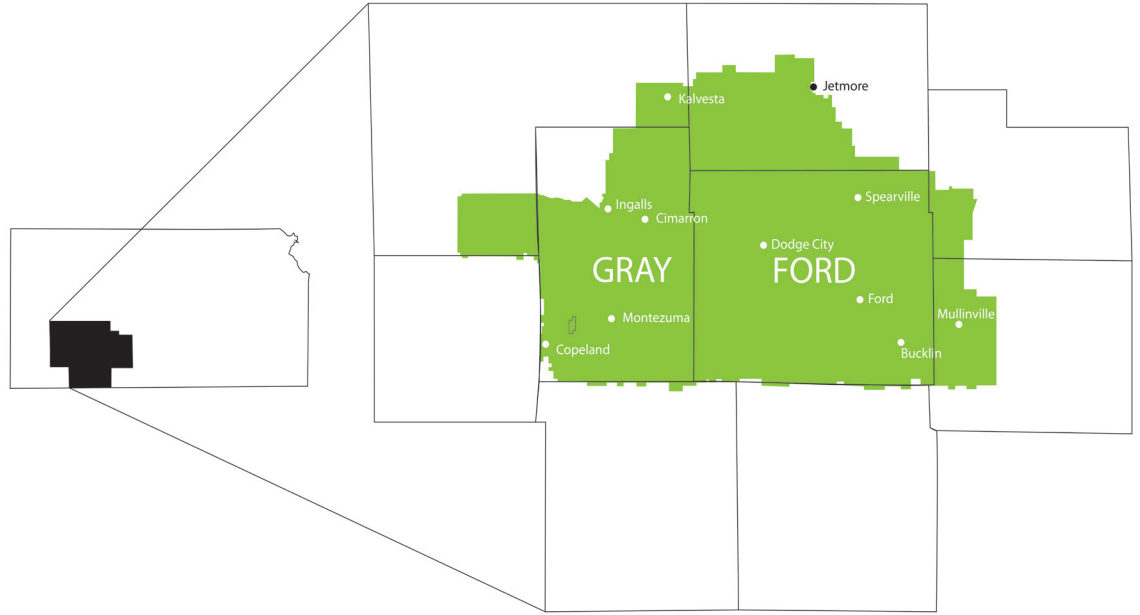 Jetmore
Kalvesta
Spearville
Ingalls
Cimarron
Dodge City
GRAY
FORD
Ford
Mullinville
Montezuma
Copeland
Bucklin